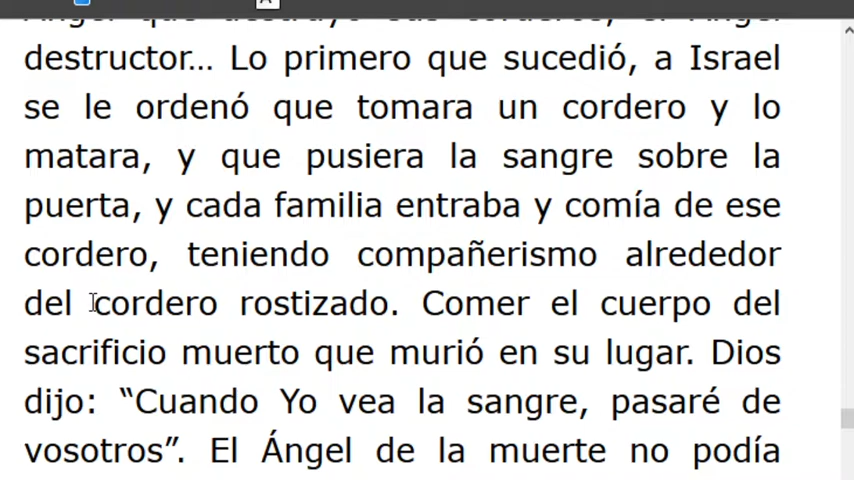 destructor… Lo primero que sucedió, a Israel
se le ordenó que tomara un cordero y lo
matara, y que pusiera la sangre sobre la
puerta, y cada familia entraba y comía de ese
cordero, teniendo compañerismo alrededor
del cordero rostizado. Comer el cuerpo del
sacrificio muerto que murió en su lugar. Dios
dijo: “Cuando Yo vea la sangre, pasaré de
vosotros”. El Ángel de la muerte no podía